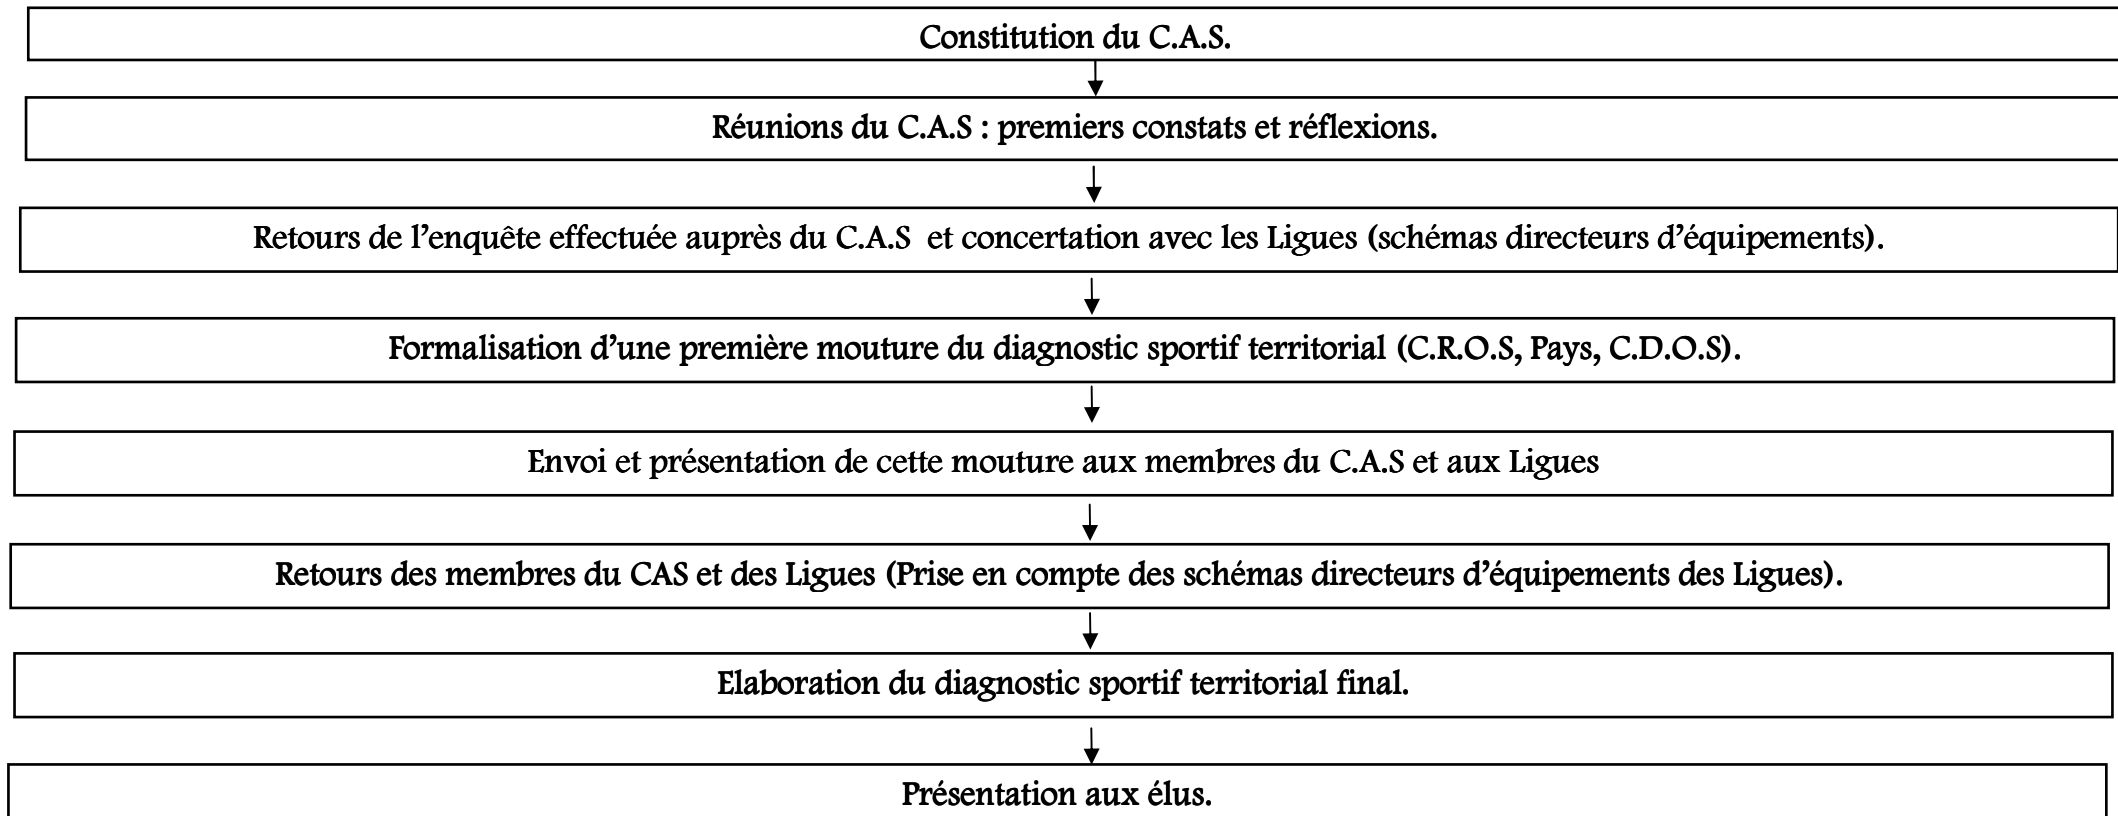 Constitution du C.A.S.
Réunions du C.A.S : premiers constats et réflexions.
Retours de l’enquête effectuée auprès du C.A.S et concertation avec les Ligues (schémas directeurs d’équipements).
Formalisation d’une première mouture du diagnostic sportif territorial (C.R.O.S, Pays, C.D.O.S).
Envoi et présentation de cette mouture aux membres du C.A.S et aux Ligues
Retours des membres du CAS et des Ligues (Prise en compte des schémas directeurs d’équipements des Ligues).
Elaboration du diagnostic sportif territorial final.
Présentation aux élus.